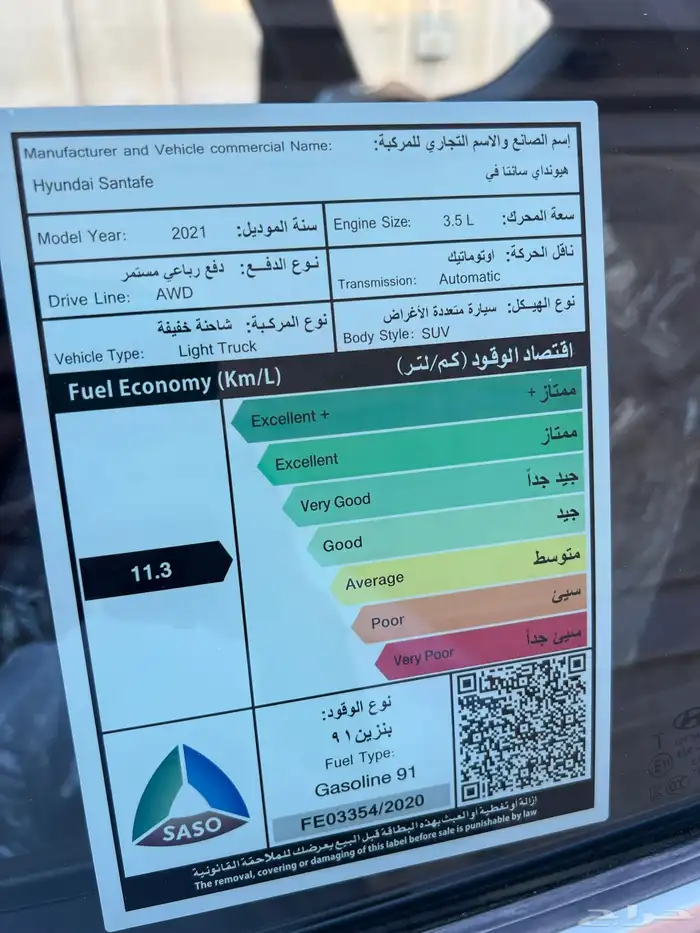 Manufacturer and Vehicle commercial Name: إسم الصانع والاسم التجاري للمركبة:
Hyundai Santafe هيونداي سانتا في
Model Year: 2021 سنة الموديل:
Engine Size: 3.5 L سعة المحرك:
نوع الدفع: دفع رباعي مستمر
Drive Line: AWD
ناقل الحركة: اوتوماتيك
Transmission: Automatic
نوع المركبة: شاحنة خفيفة
Vehicle Type: Light Truck
نوع الهيكل: سيارة متعددة الأغراض
Body Style: SUV
Fuel Economy (Km/L) اقتصاد الوقود (كم/لتر)
Excellent + ممتاز +
Excellent ممتاز
Very Good جيد جداً
Good جيد
11.3
Average متوسط
Poor سيئ
Very Poor سيئ جداً
نوع الوقود:
بنزين ٩١
Fuel Type:
Gasoline 91
FE03354/2020
SASO
إزالة أو تغطية أو العبث بهذه البطاقة قبل البيع يعرضك للملاحقة القانونية
The removal, covering or damaging of this label before sale is punishable by law
حراج